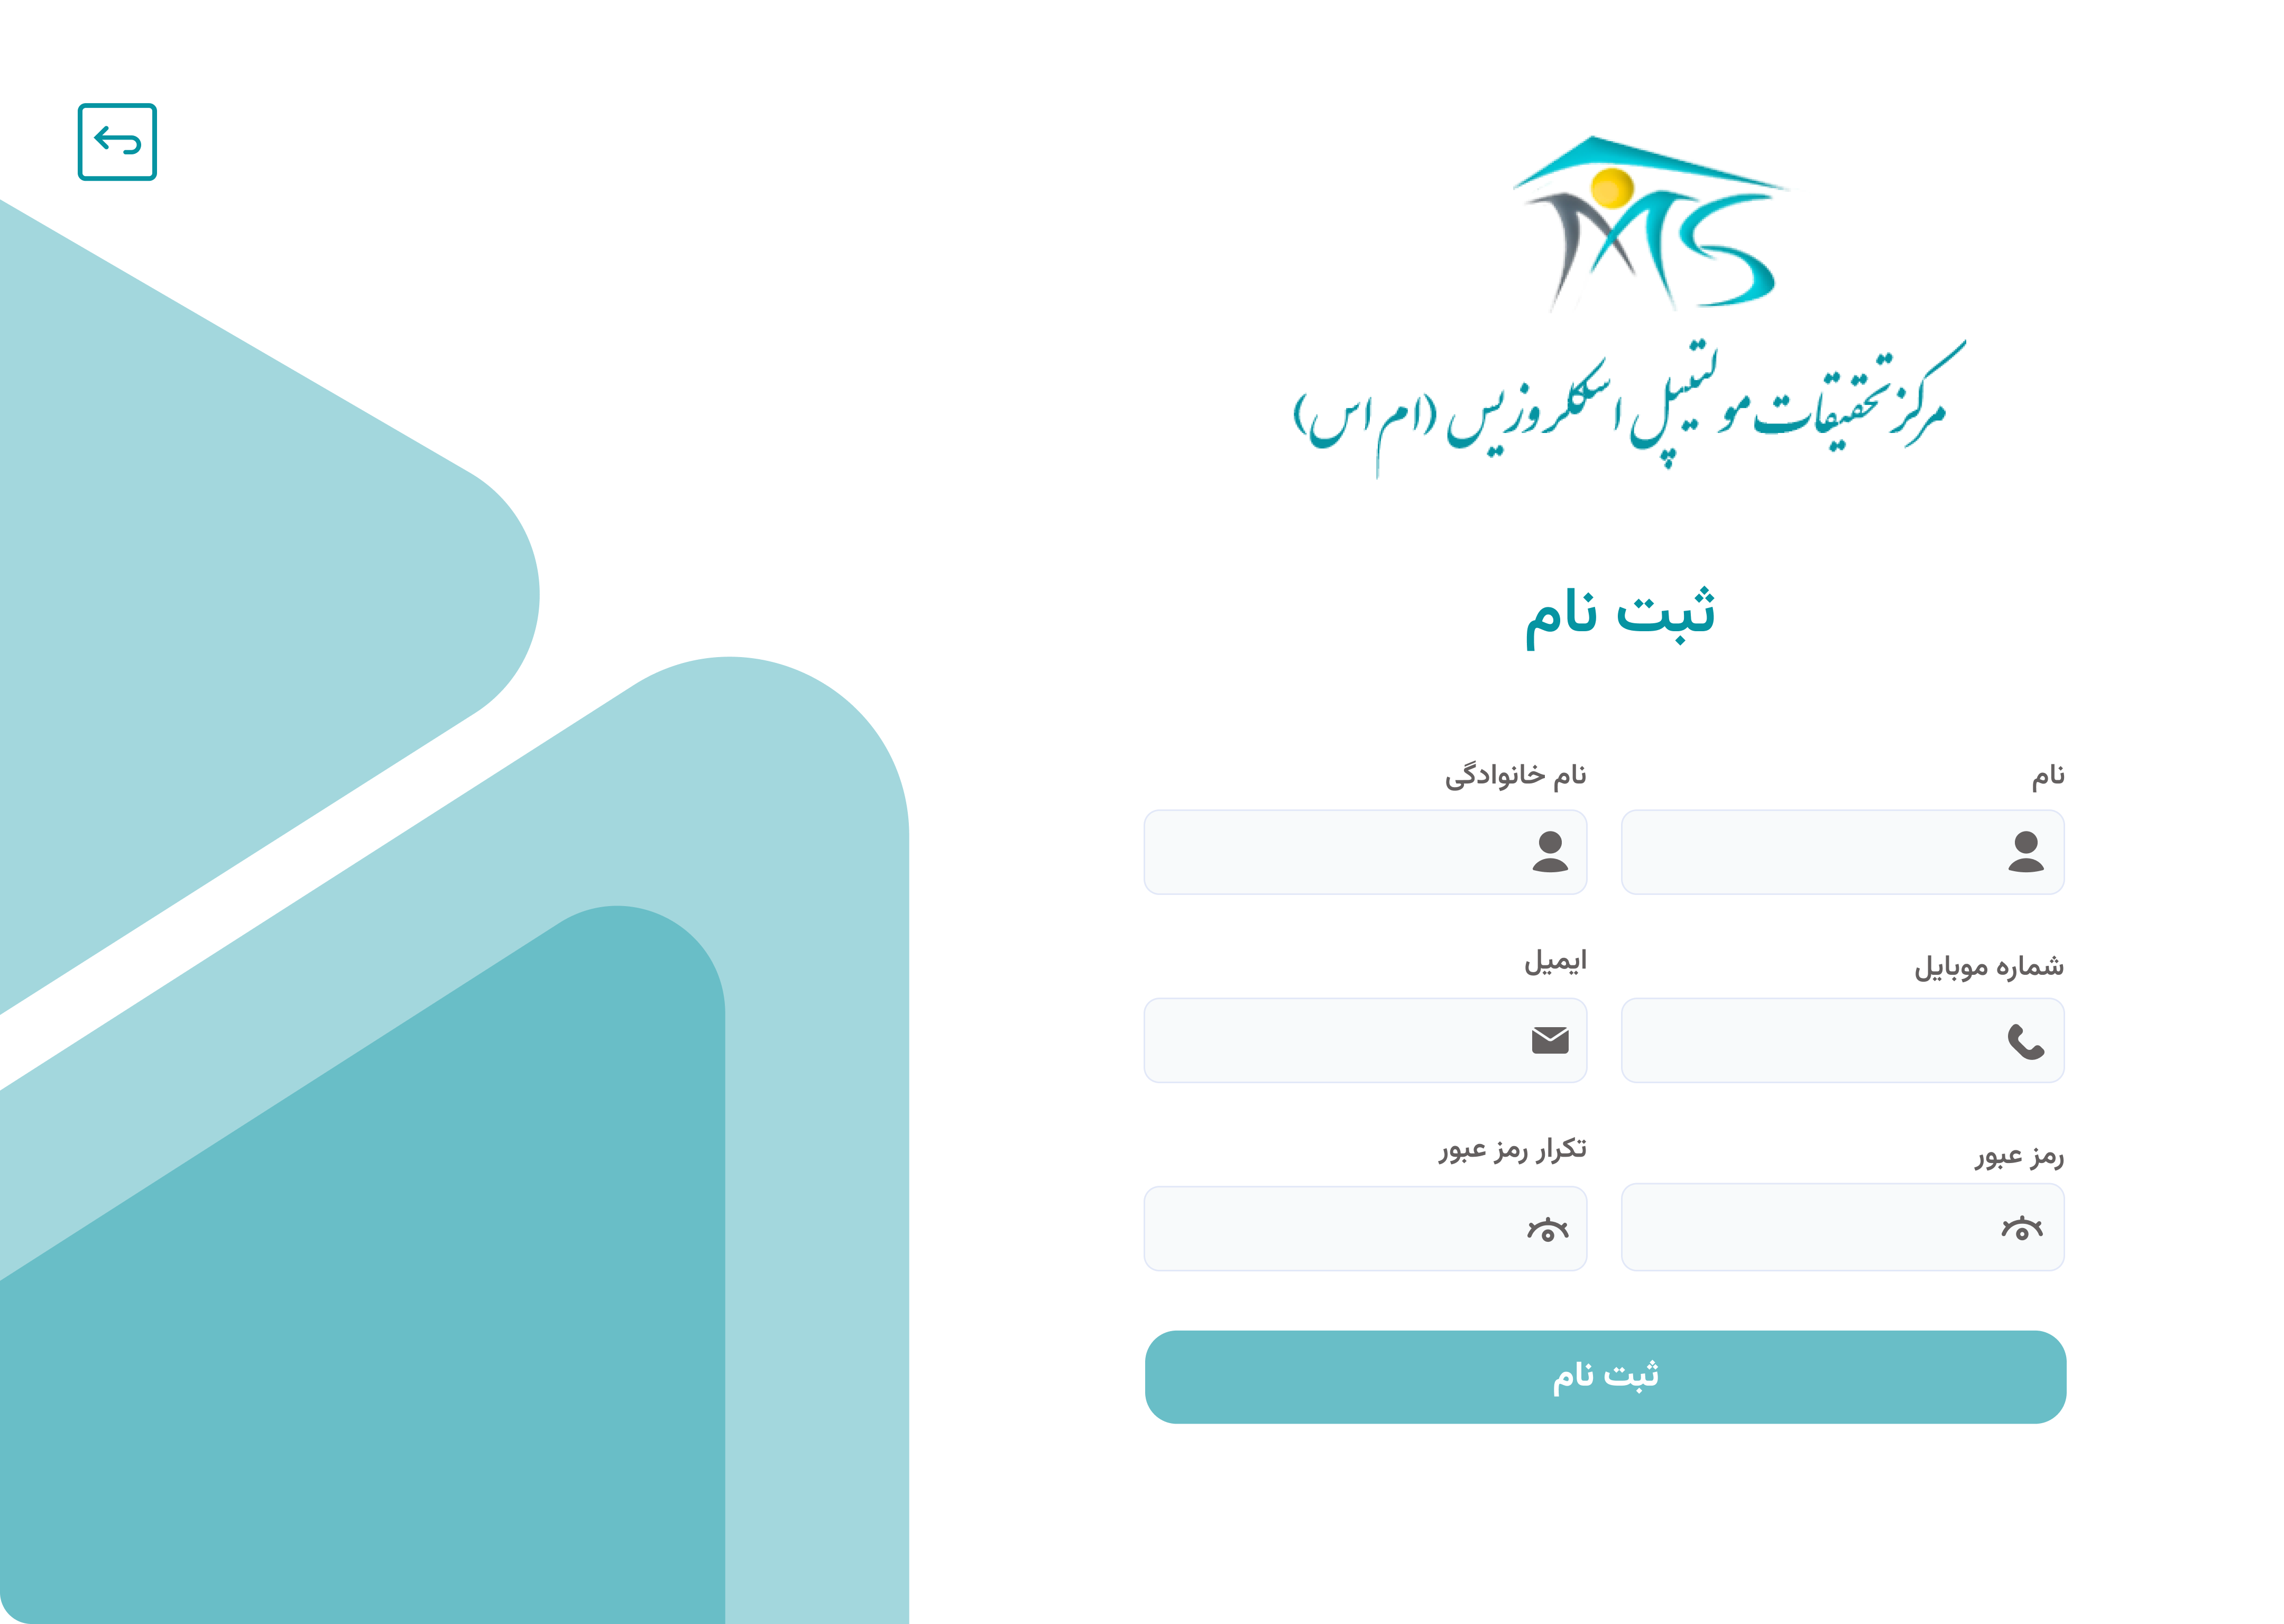 MS
مرکز تحقیقات مولتیپل اسکلروزیس (ام اس)
ثبت نام
نام
نام خانوادگی
شماره موبایل
ایمیل
رمز عبور
تکرار رمز عبور
ثبت نام